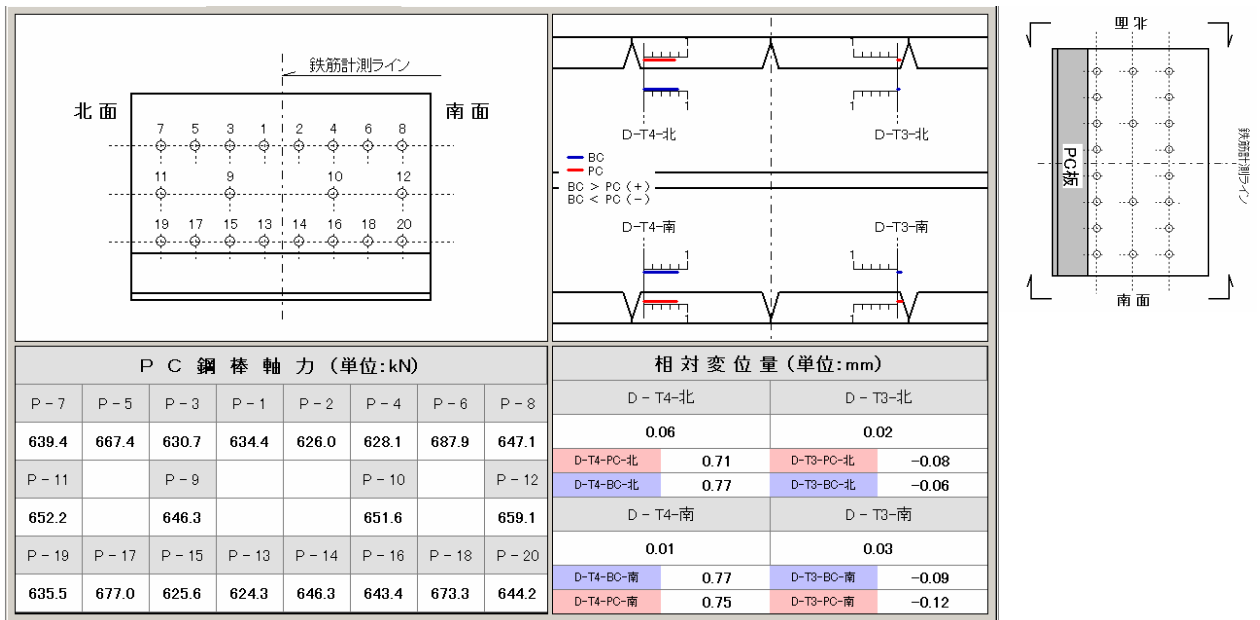 鉄筋計測ライン
北 面
南 面
7 5 3 1 2 4 6 8
11 9 10 12
19 17 15 13 14 16 18 20
1 1
1 1
D-T4-北 D-T3-北
BC
PC
BC > PC (+)
BC < PC (-)
D-T4-南 D-T3-南
1 1
1 1
北 面
PC板
鉄筋計測ライン
南 面
P C 鋼 棒 軸 力 (単位:kN)
P - 7 P - 5 P - 3 P - 1 P - 2 P - 4 P - 6 P - 8
639.4 667.4 630.7 634.4 626.0 628.1 687.9 647.1
P - 11 P - 9 P - 10 P - 12
652.2 646.3 651.6 659.1
P - 19 P - 17 P - 15 P - 13 P - 14 P - 16 P - 18 P - 20
635.5 677.0 625.6 624.3 646.3 643.4 673.3 644.2
相 対 変 位 量 (単位:mm)
D - T4-北 D - T3-北
0.06 0.02
D-T4-PC-北 0.71 D-T3-PC-北 -0.08
D-T4-BC-北 0.77 D-T3-BC-北 -0.06
D - T4-南 D - T3-南
0.01 0.03
D-T4-BC-南 0.77 D-T3-BC-南 -0.09
D-T4-PC-南 0.75 D-T3-PC-南 -0.12